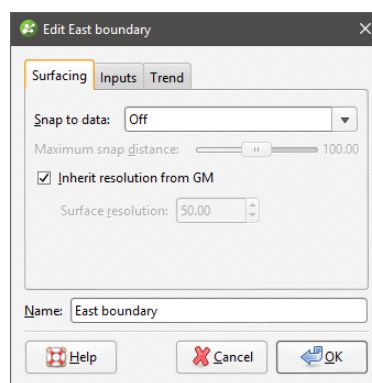 Edit East boundary
Surfacing Inputs Trend
Snap to data: Off
Maximum snap distance: 100.00
Inherit resolution from GM
Surface resolution: 50.00
Name: East boundary
Help Cancel OK